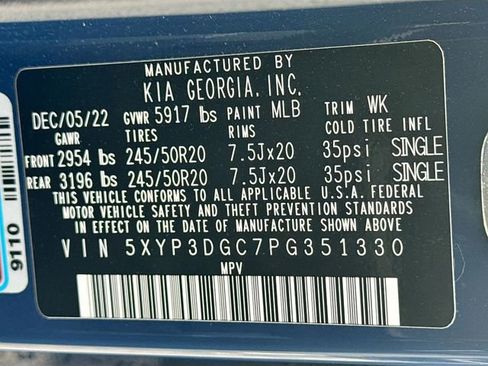 MANUFACTURED BY
KIA GEORGIA, INC.
DEC/05/22 GVWR 5917 lbs PAINT MLB TRIM WK
GAWR TIRES RIMS COLD TIRE INFL
FRONT 2954 lbs 245/50R20 7.5Jx20 35psi SINGLE
REAR 3196 lbs 245/50R20 7.5Jx20 35psi SINGLE
THIS VEHICLE CONFORMS TO ALL APPLICABLE U.S.A. FEDERAL
MOTOR VEHICLE SAFETY, BUMPER, AND THEFT PREVENTION STANDARDS
IN EFFECT ON THE DATE OF MANUFACTURE SHOWN ABOVE.
VIN 5XYP3DGC7PG351330
MPV
9110